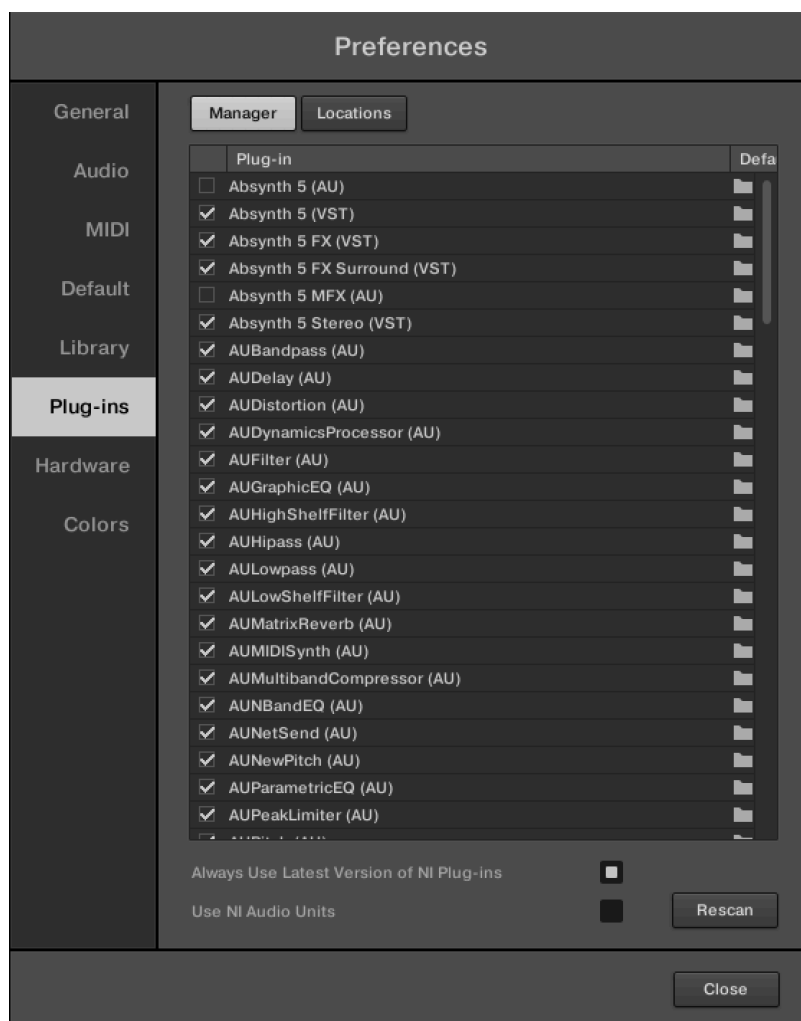 Preferences
General
Audio
MIDI
Default
Library
Plug-ins
Hardware
Colors
Manager
Locations
Plug-in Defa
Absynth 5 (AU)
Absynth 5 (VST)
Absynth 5 FX (VST)
Absynth 5 FX Surround (VST)
Absynth 5 MFX (AU)
Absynth 5 Stereo (VST)
AUBandpass (AU)
AUDelay (AU)
AUDistortion (AU)
AUDynamicsProcessor (AU)
AUFilter (AU)
AUGraphicEQ (AU)
AUHighShelfFilter (AU)
AUHipass (AU)
AULowpass (AU)
AULowShelfFilter (AU)
AUMatrixReverb (AU)
AUMIDISynth (AU)
AUMultibandCompressor (AU)
AUNBandEQ (AU)
AUNetSend (AU)
AUNewPitch (AU)
AUParametricEQ (AU)
AUPeakLimiter (AU)
Always Use Latest Version of NI Plug-ins
Use NI Audio Units
Rescan
Close